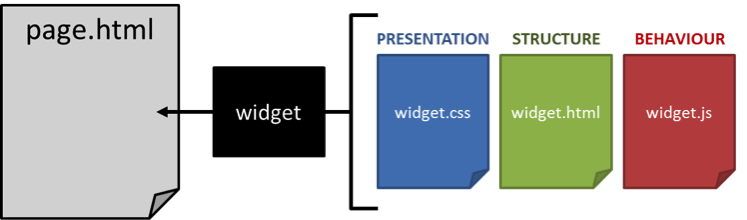 page.html
widget
PRESENTATION
widget.css
STRUCTURE
widget.html
BEHAVIOUR
widget.js